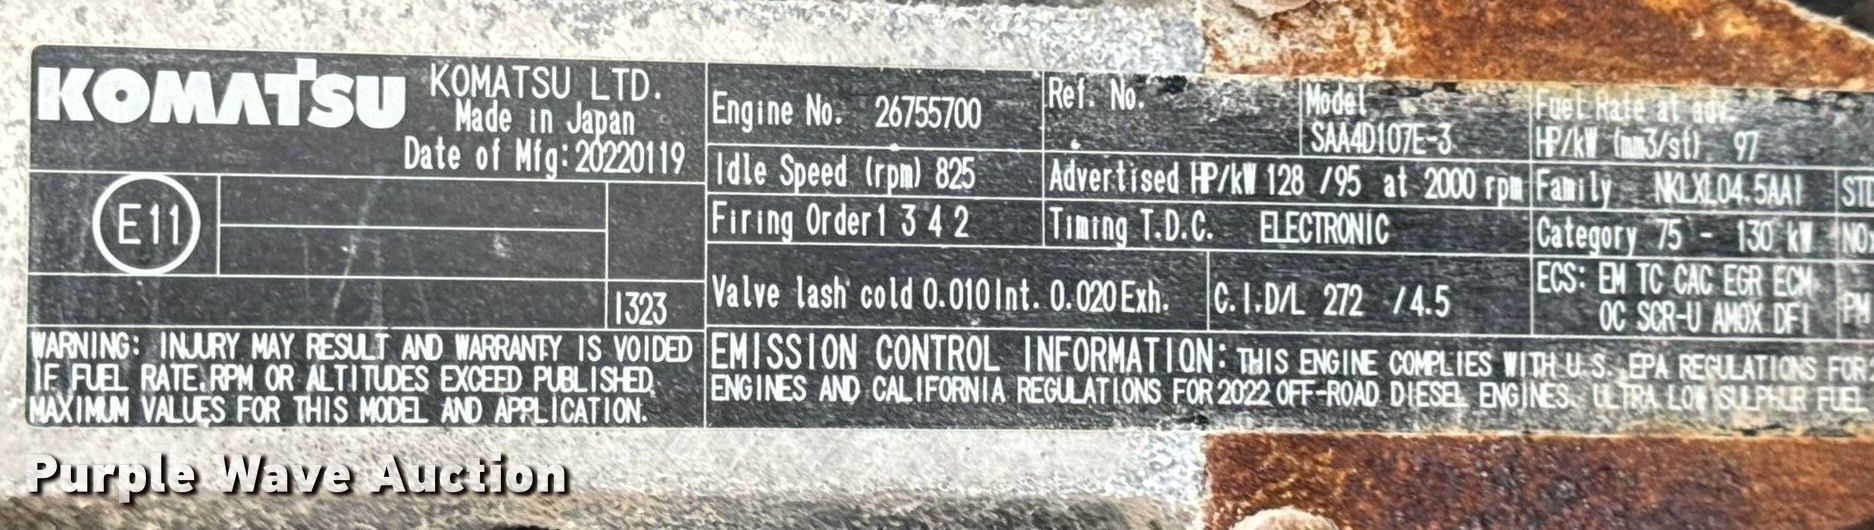 KOMATSU KOMATSU LTD.
Made in Japan
Date of Mfg: 20220119
E11
1323
WARNING: INJURY MAY RESULT AND WARRANTY IS VOIDED
IF FUEL RATE, RPM OR ALTITUDES EXCEED PUBLISHED
MAXIMUM VALUES FOR THIS MODEL AND APPLICATION.
Engine No. 26755700
Ref. No.
Model
SAA4D107E-3
Fuel Rate at adv.
HP/kW (mm3/st) 97
Idle Speed (rpm) 825
Advertised HP/kW 128 /95 at 2000 rpm
Family NKLXL04.5AAI
Firing Order 1 3 4 2
Timing T.D.C. ELECTRONIC
Category 75 - 130 kW
NO.
Valve lash cold 0.010 Int. 0.020 Exh.
C.I.D/L 272 /4.5
ECS: EM TC CAC EGR ECM
OC SCR-U AMOX DFI
PM
EMISSION CONTROL INFORMATION: THIS ENGINE COMPLIES WITH U.S. EPA REGULATIONS FOR
ENGINES AND CALIFORNIA REGULATIONS FOR 2022 OFF-ROAD DIESEL ENGINES. ULTRA LOW SULPHUR FUEL
Purple Wave Auction